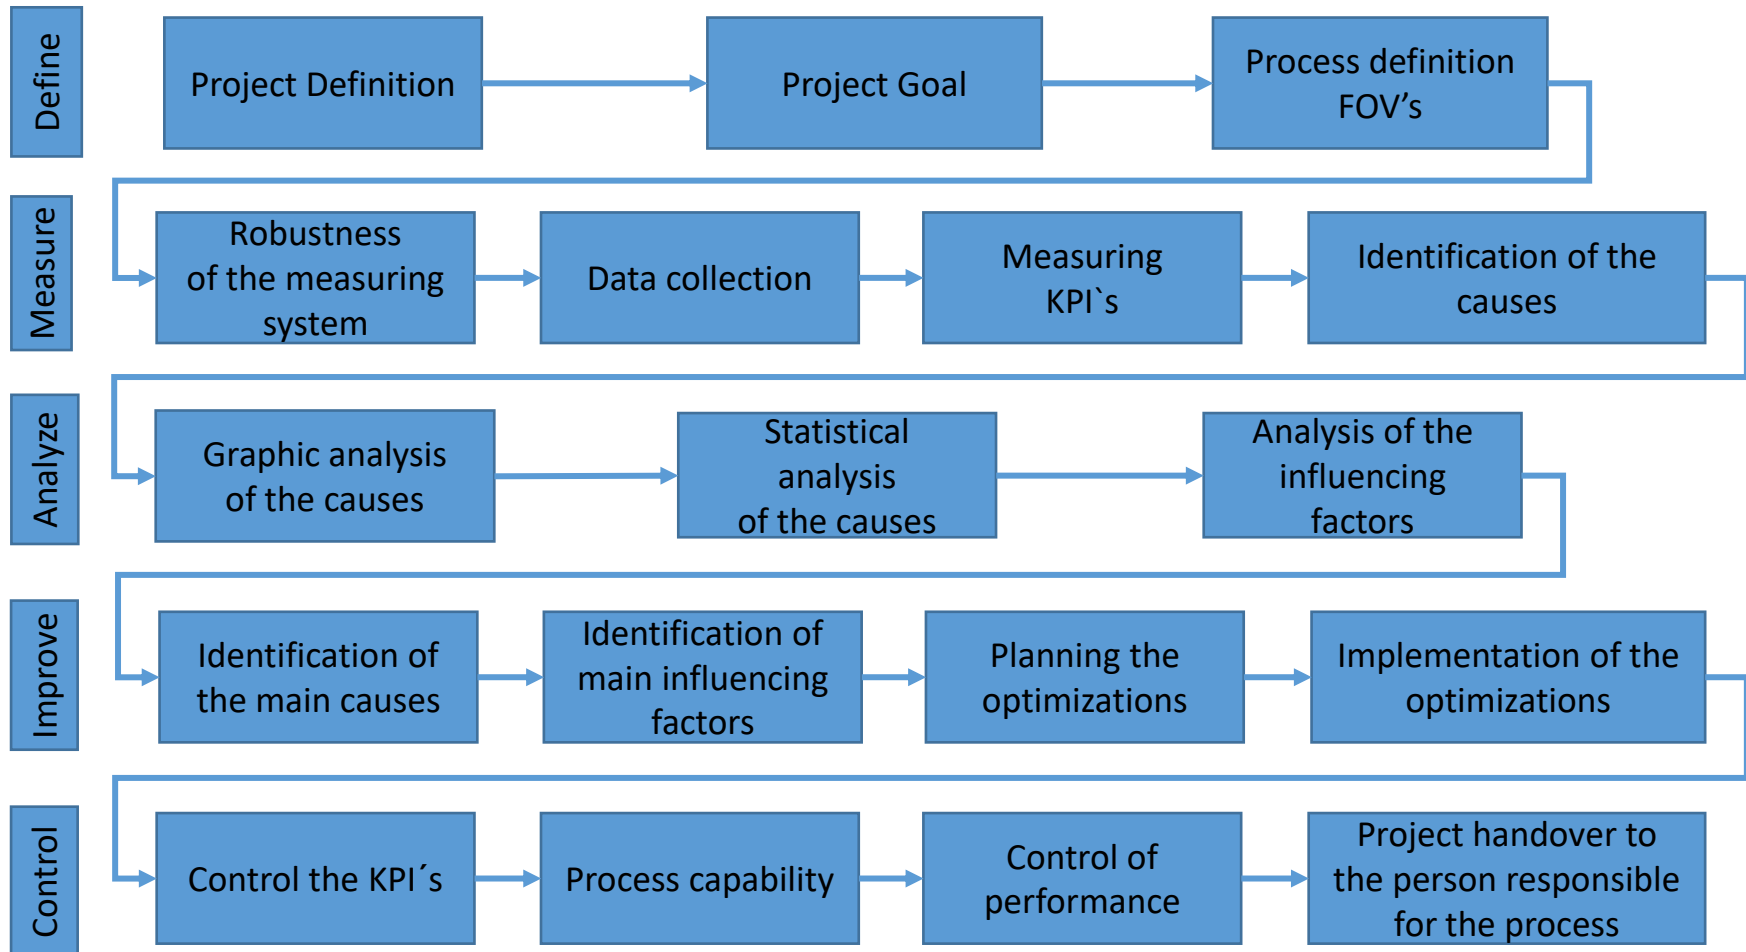 Define
Project Definition
Project Goal
Process definition
FOV’s
Measure
Robustness
of the measuring
system
Data collection
Measuring
KPI`s
Identification of the
causes
Analyze
Graphic analysis
of the causes
Statistical
analysis
of the causes
Analysis of the
influencing
factors
Improve
Identification of
the main causes
Identification of
main influencing
factors
Planning the
optimizations
Implementation of the
optimizations
Control
Control the KPI´s
Process capability
Control of
performance
Project handover to
the person responsible
for the process